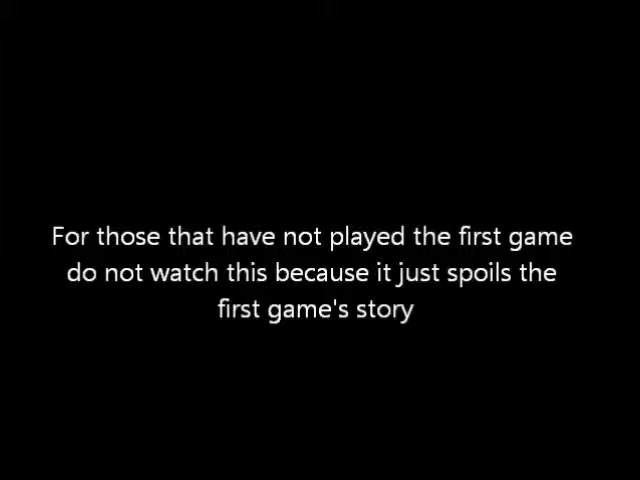 For those that have not played the first game
do not watch this because it just spoils the
first game's story